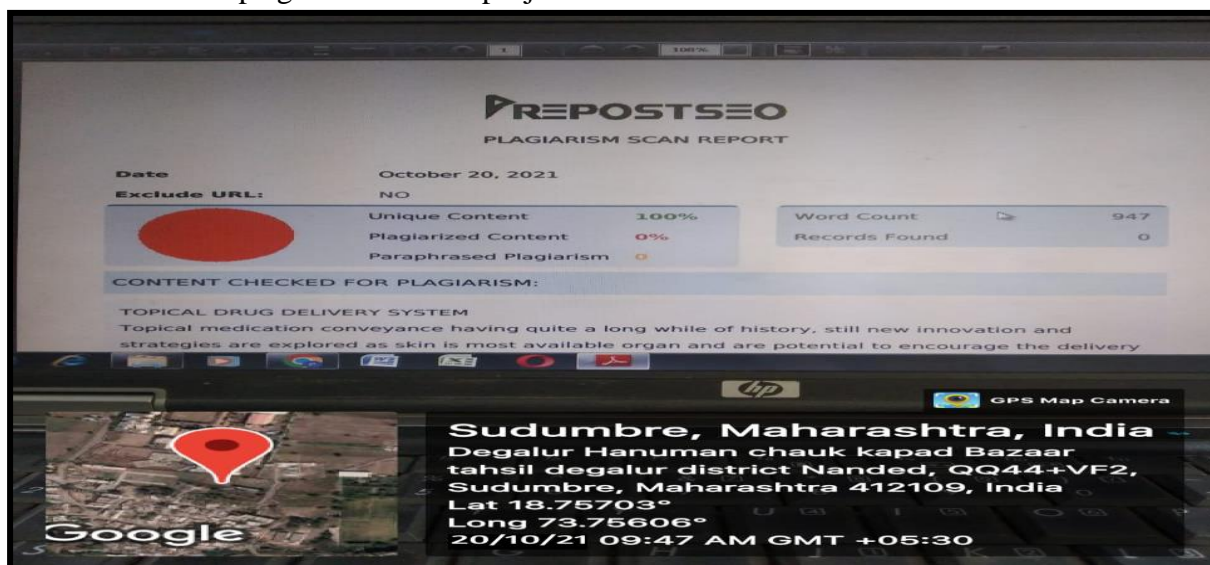 1 100%
PREPOSTSEO
PLAGIARISM SCAN REPORT
Date October 20, 2021
Exclude URL: NO
Unique Content 100% Word Count 947
Plagiarized Content 0% Records Found 0
Paraphrased Plagiarism 0
CONTENT CHECKED FOR PLAGIARISM:
TOPICAL DRUG DELIVERY SYSTEM
Topical medication conveyance having quite a long while of history, still new innovation and
strategies are explored as skin is most available organ and are potential to encourage the delivery
hp
GPS Map Camera
Sudumbre, Maharashtra, India
Degalur Hanuman chauk kapad Bazaar
tahsil degalur district Nanded, QQ44+VF2,
Sudumbre, Maharashtra 412109, India
Lat 18.75703°
Long 73.75606°
20/10/21 09:47 AM GMT +05:30
Google